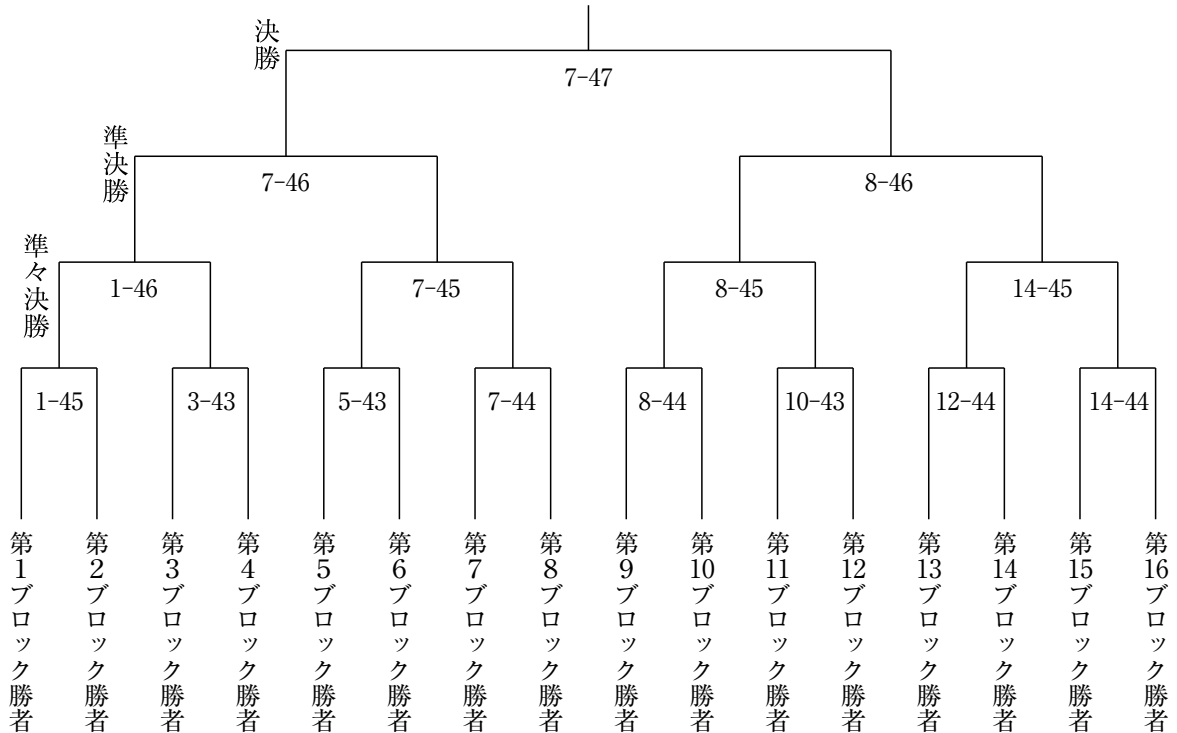 決勝
7-47
準決勝
7-46
8-46
準々決勝
1-46
7-45
8-45
14-45
1-45
3-43
5-43
7-44
8-44
10-43
12-44
14-44
第1ブロック勝者
第2ブロック勝者
第3ブロック勝者
第4ブロック勝者
第5ブロック勝者
第6ブロック勝者
第7ブロック勝者
第8ブロック勝者
第9ブロック勝者
第10ブロック勝者
第11ブロック勝者
第12ブロック勝者
第13ブロック勝者
第14ブロック勝者
第15ブロック勝者
第16ブロック勝者